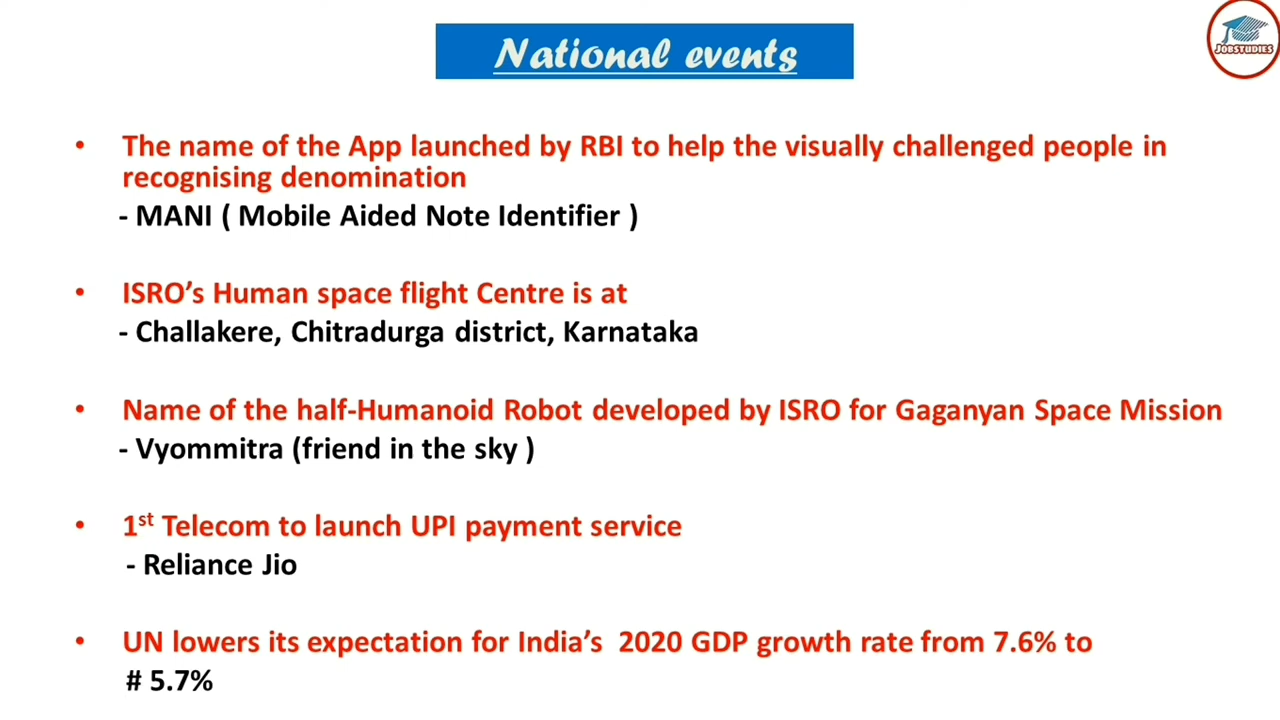 National events
JOBSTUDIES
• The name of the App launched by RBI to help the visually challenged people in
recognising denomination
- MANI ( Mobile Aided Note Identifier )
• ISRO’s Human space flight Centre is at
- Challakere, Chitradurga district, Karnataka
• Name of the half-Humanoid Robot developed by ISRO for Gaganyan Space Mission
- Vyommitra (friend in the sky )
• 1st Telecom to launch UPI payment service
- Reliance Jio
• UN lowers its expectation for India’s 2020 GDP growth rate from 7.6% to
# 5.7%